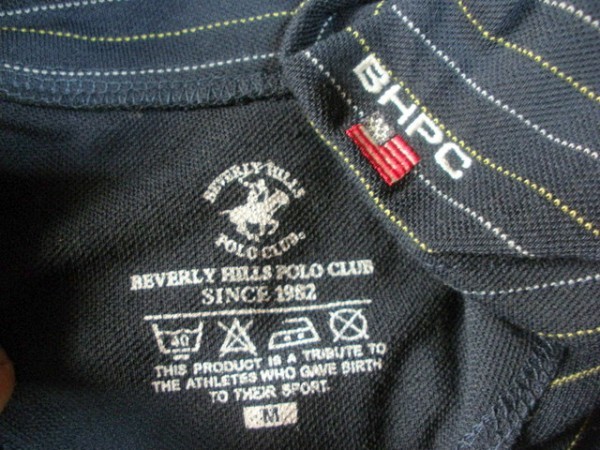 BHPC
BEVERLY HILLS
POLO CLUB®
BEVERLY HILLS POLO CLUB
SINCE 1982
40
THIS PRODUCT IS A TRIBUTE TO
THE ATHLETES WHO GAVE BIRTH
TO THEIR SPORT.
M